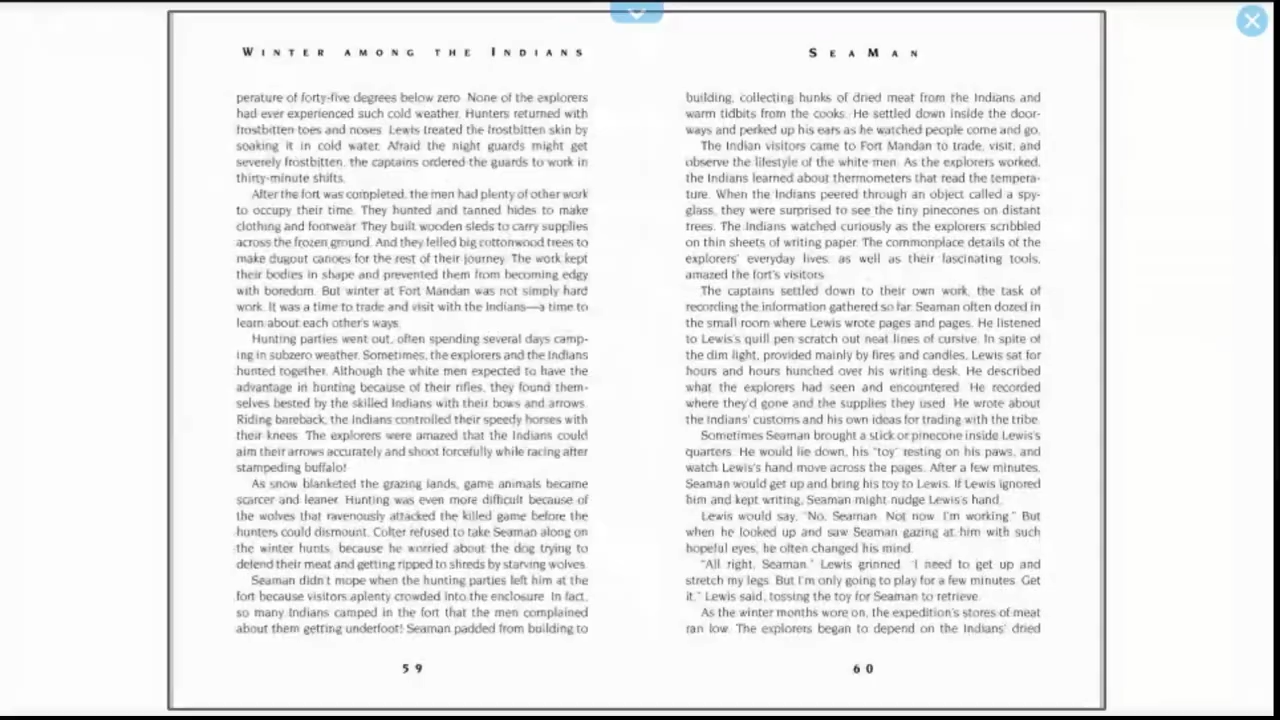 WINTER AMONG THE INDIANS
perature of forty-five degrees below zero. None of the explorers
had ever experienced such cold weather. Hunters returned with
frostbitten toes and noses. Lewis treated the frostbitten skin by
soaking it in cold water. Afraid the night guards might get
severely frostbitten, the captains ordered the guards to work in
thirty-minute shifts.
After the fort was completed, the men had plenty of other work
to occupy their time. They hunted and tanned hides to make
clothing and footwear. They built wooden sleds to carry supplies
across the frozen ground. And they felled big cottonwood trees to
make dugout canoes for the rest of their journey. The work kept
their bodies in shape and prevented them from becoming edgy
with boredom. But winter at Fort Mandan was not simply hard
work. It was a time to trade and visit with the Indians—a time to
learn about each other's ways.
Hunting parties went out, often spending several days camp-
ing in subzero weather. Sometimes, the explorers and the Indians
hunted together. Although the white men expected to have the
advantage in hunting because of their rifles, they found them-
selves bested by the skilled Indians with their bows and arrows.
Riding bareback, the Indians controlled their speedy horses with
their knees. The explorers were amazed that the Indians could
aim their arrows accurately and shoot forcefully while racing after
stampeding buffalo!
As snow blanketed the grazing lands, game animals became
scarcer and leaner. Hunting was even more difficult because of
the wolves that ravenously attacked the killed game before the
hunters could dismount. Colter refused to take Seaman along on
the winter hunts, because he worried about the dog trying to
defend their meat and getting ripped to shreds by starving wolves.
Seaman didn't mope when the hunting parties left him at the
fort because visitors aplenty crowded into the enclosure. In fact,
so many Indians camped in the fort that the men complained
about them getting underfoot! Seaman padded from building to
59
SEAMAN
building, collecting hunks of dried meat from the Indians and
warm tidbits from the cooks. He settled down inside the door-
ways and perked up his ears as he watched people come and go.
The Indian visitors came to Fort Mandan to trade, visit, and
observe the lifestyle of the white men. As the explorers worked,
the Indians learned about thermometers that read the tempera-
ture. When the Indians peered through an object called a spy-
glass, they were surprised to see the tiny pinecones on distant
trees. The Indians watched curiously as the explorers scribbled
on thin sheets of writing paper. The commonplace details of the
explorers' everyday lives, as well as their fascinating tools,
amazed the fort's visitors.
The captains settled down to their own work, the task of
recording the information gathered so far. Seaman often dozed in
the small room where Lewis wrote pages and pages. He listened
to Lewis's quill pen scratch out neat lines of cursive. In spite of
the dim light, provided mainly by fires and candles, Lewis sat for
hours and hours hunched over his writing desk. He described
what the explorers had seen and encountered. He recorded
where they'd gone and the supplies they used. He wrote about
the Indians' customs and his own ideas for trading with the tribe.
Sometimes Seaman brought a stick or pinecone inside Lewis's
quarters. He would lie down, his "toy" resting on his paws, and
watch Lewis's hand move across the pages. After a few minutes,
Seaman would get up and bring his toy to Lewis. If Lewis ignored
him and kept writing, Seaman might nudge Lewis's hand.
Lewis would say, "No, Seaman. Not now. I'm working." But
when he looked up and saw Seaman gazing at him with such
hopeful eyes, he often changed his mind.
"All right, Seaman." Lewis grinned. "I need to get up and
stretch my legs. But I'm only going to play for a few minutes. Get
it," Lewis said, tossing the toy for Seaman to retrieve.
As the winter months wore on, the expedition's stores of meat
ran low. The explorers began to depend on the Indians' dried
60